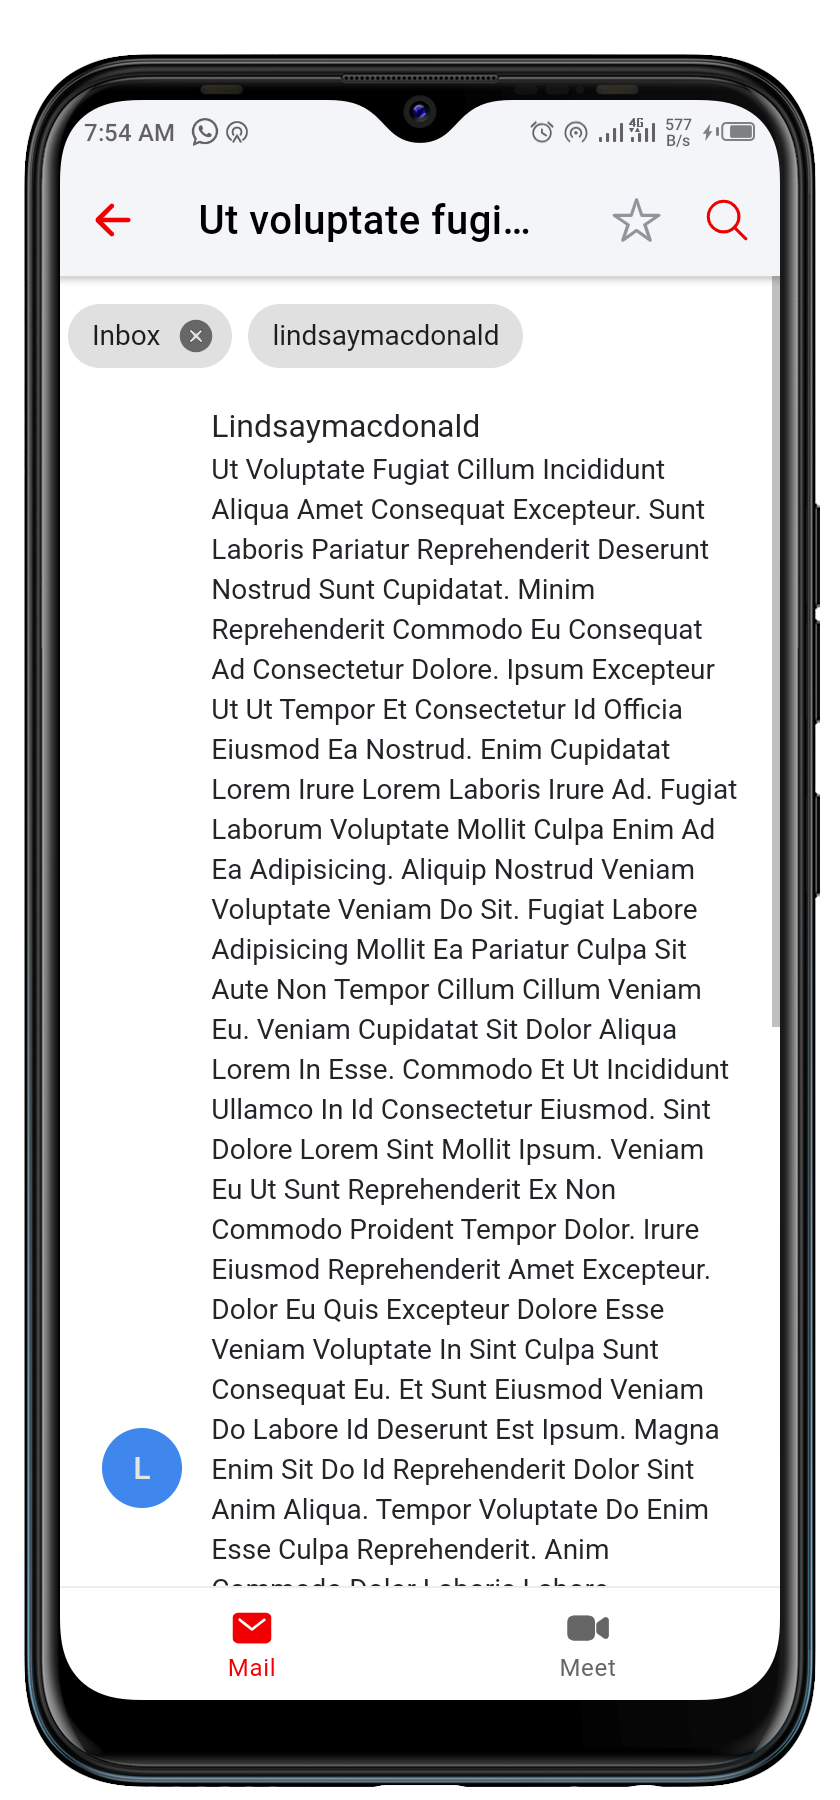 7:54 AM
4G
577
B/s
Ut voluptate fugi...
Inbox
lindsaymacdonald
Lindsaymacdonald
Ut Voluptate Fugiat Cillum Incididunt
Aliqua Amet Consequat Excepteur. Sunt
Laboris Pariatur Reprehenderit Deserunt
Nostrud Sunt Cupidatat. Minim
Reprehenderit Commodo Eu Consequat
Ad Consectetur Dolore. Ipsum Excepteur
Ut Ut Tempor Et Consectetur Id Officia
Eiusmod Ea Nostrud. Enim Cupidatat
Lorem Irure Lorem Laboris Irure Ad. Fugiat
Laborum Voluptate Mollit Culpa Enim Ad
Ea Adipisicing. Aliquip Nostrud Veniam
Voluptate Veniam Do Sit. Fugiat Labore
Adipisicing Mollit Ea Pariatur Culpa Sit
Aute Non Tempor Cillum Cillum Veniam
Eu. Veniam Cupidatat Sit Dolor Aliqua
Lorem In Esse. Commodo Et Ut Incididunt
Ullamco In Id Consectetur Eiusmod. Sint
Dolore Lorem Sint Mollit Ipsum. Veniam
Eu Ut Sunt Reprehenderit Ex Non
Commodo Proident Tempor Dolor. Irure
Eiusmod Reprehenderit Amet Excepteur.
Dolor Eu Quis Excepteur Dolore Esse
Veniam Voluptate In Sint Culpa Sunt
Consequat Eu. Et Sunt Eiusmod Veniam
Do Labore Id Deserunt Est Ipsum. Magna
L
Enim Sit Do Id Reprehenderit Dolor Sint
Anim Aliqua. Tempor Voluptate Do Enim
Esse Culpa Reprehenderit. Anim
Commodo Dolor Laboris Labore
Mail
Meet